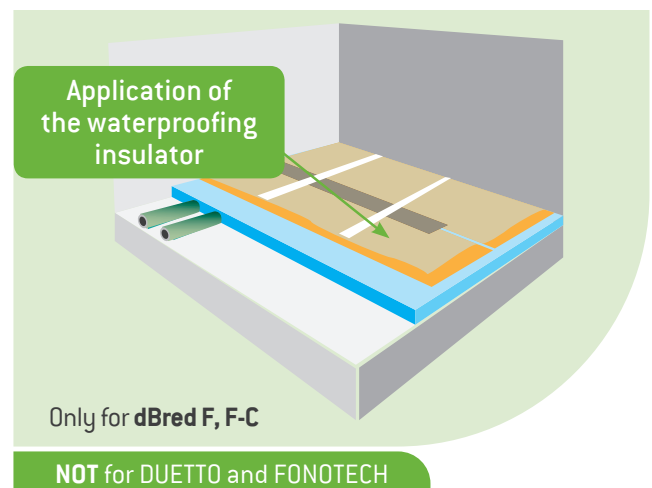 Application of
the waterproofing
insulator
Only for dBred F, F-C
NOT for DUETTO and FONOTECH